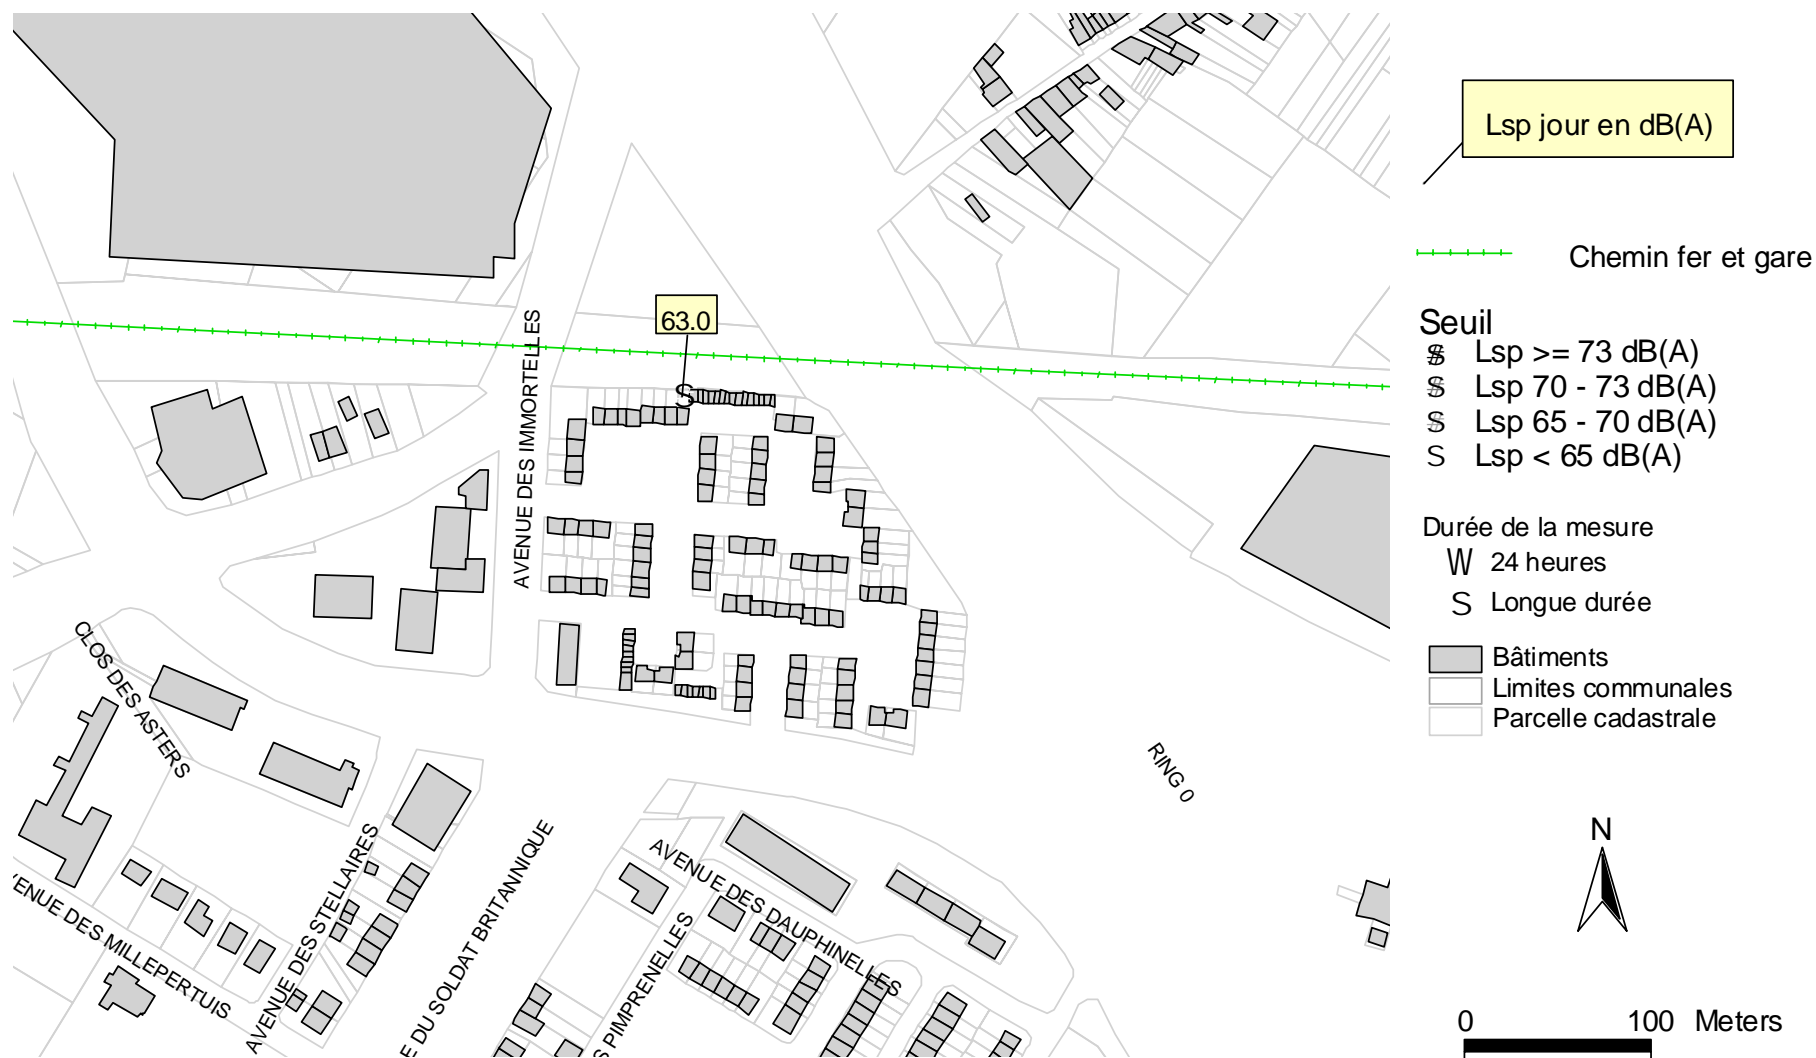 Lsp jour en dB(A)
Chemin fer et gare
Seuil
S Lsp >= 73 dB(A)
S Lsp 70 - 73 dB(A)
S Lsp 65 - 70 dB(A)
S Lsp < 65 dB(A)
Durée de la mesure
W 24 heures
S Longue durée
Bâtiments
Limites communales
Parcelle cadastrale
N
0 100 Meters
63.0
S
AVENUE DES IMMORTELLES
CLOS DES ASTERS
RING 0
AVENUE DES STELLAIRES
VENUE DES MILLEPERTUIS
E DU SOLDAT BRITANNIQUE
AVENUE DES DAUPHINELLES
S PIMPRENELLES